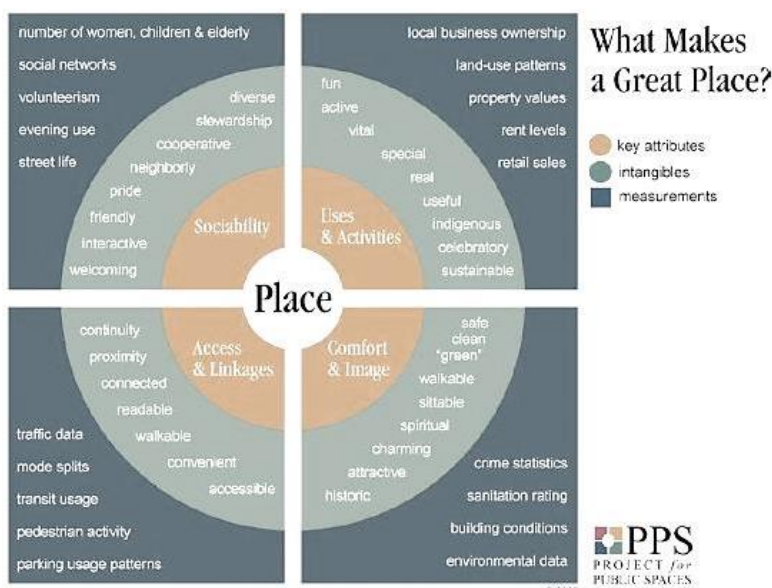 What Makes
a Great Place?
key attributes
intangibles
measurements
number of women, children & elderly
social networks
volunteerism
evening use
street life
diverse
stewardship
cooperative
neighborly
pride
friendly
interactive
welcoming
Sociability
local business ownership
land-use patterns
property values
rent levels
retail sales
fun
active
vital
special
real
useful
indigenous
celebratory
sustainable
Uses
& Activities
Place
Access
& Linkages
continuity
proximity
connected
readable
walkable
convenient
accessible
traffic data
mode splits
transit usage
pedestrian activity
parking usage patterns
Comfort
& Image
safe
clean
'green'
walkable
sittable
spiritual
charming
attractive
historic
crime statistics
sanitation rating
building conditions
environmental data
PPS
PROJECT for
PUBLIC SPACES